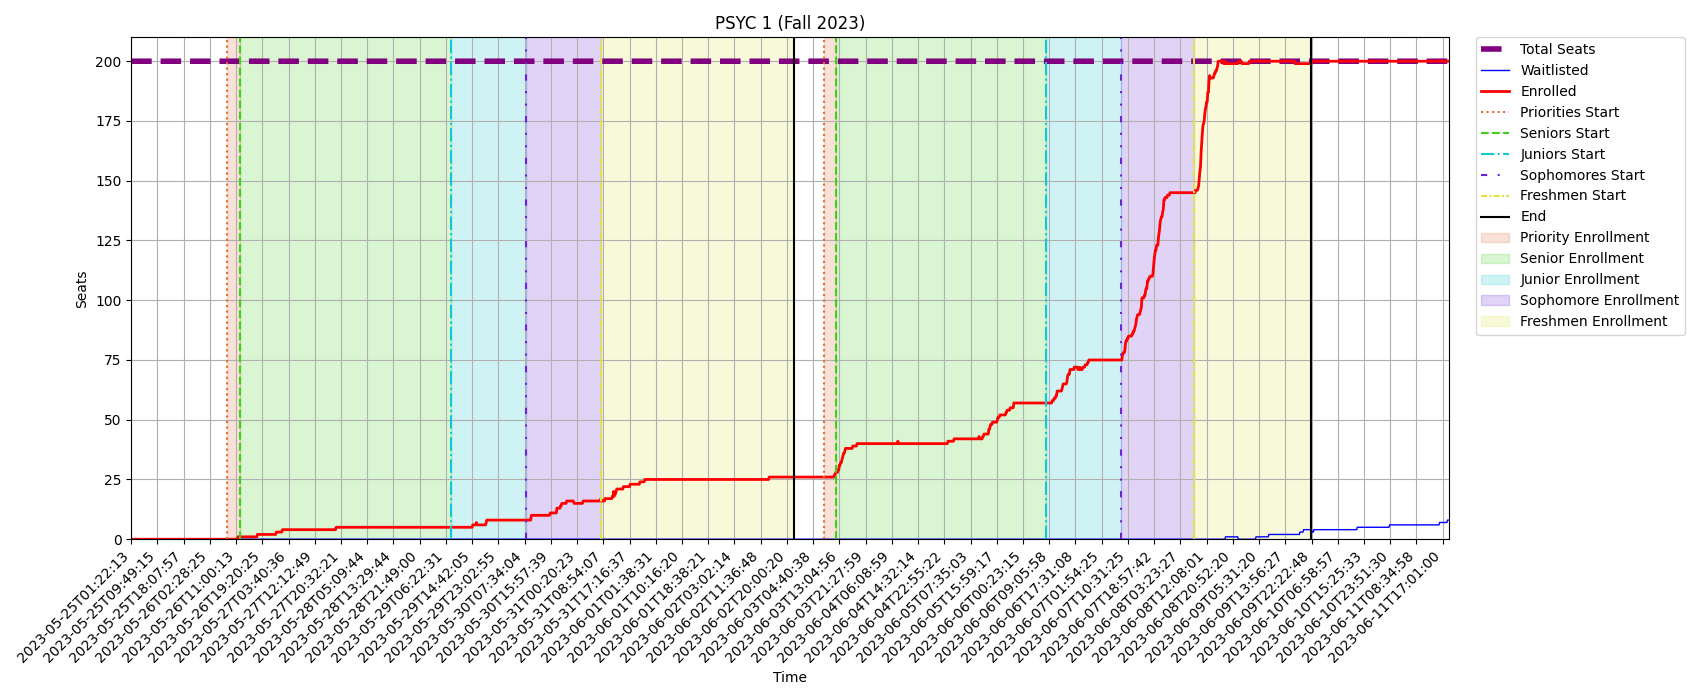 PSYC 1 (Fall 2023)
200
175
150
125
100
75
50
25
0
Seats
2023-05-25T01:22:13
2023-05-25T09:49:15
2023-05-25T18:07:57
2023-05-26T02:28:25
2023-05-26T11:00:13
2023-05-26T19:20:25
2023-05-27T03:40:36
2023-05-27T12:12:49
2023-05-27T20:32:21
2023-05-28T05:09:44
2023-05-28T13:29:44
2023-05-28T21:49:00
2023-05-29T06:22:31
2023-05-29T14:42:05
2023-05-29T23:02:55
2023-05-30T07:34:04
2023-05-30T15:57:39
2023-05-31T00:20:23
2023-05-31T08:54:07
2023-05-31T17:16:37
2023-06-01T01:38:31
2023-06-01T10:16:20
2023-06-01T18:38:21
2023-06-02T03:02:14
2023-06-02T11:36:48
2023-06-02T20:00:20
2023-06-03T04:40:38
2023-06-03T13:04:56
2023-06-03T21:27:59
2023-06-04T06:08:59
2023-06-04T14:32:14
2023-06-04T22:55:22
2023-06-05T07:35:03
2023-06-05T15:59:17
2023-06-06T00:23:15
2023-06-06T09:05:58
2023-06-06T17:31:08
2023-06-07T01:54:25
2023-06-07T10:31:25
2023-06-07T18:57:42
2023-06-08T03:23:27
2023-06-08T12:08:01
2023-06-08T20:52:20
2023-06-09T05:31:20
2023-06-09T13:56:27
2023-06-09T22:22:48
2023-06-10T06:58:57
2023-06-10T15:25:33
2023-06-10T23:51:30
2023-06-11T08:34:58
2023-06-11T17:01:00
Time
Total Seats
Waitlisted
Enrolled
Priorities Start
Seniors Start
Juniors Start
Sophomores Start
Freshmen Start
End
Priority Enrollment
Senior Enrollment
Junior Enrollment
Sophomore Enrollment
Freshmen Enrollment